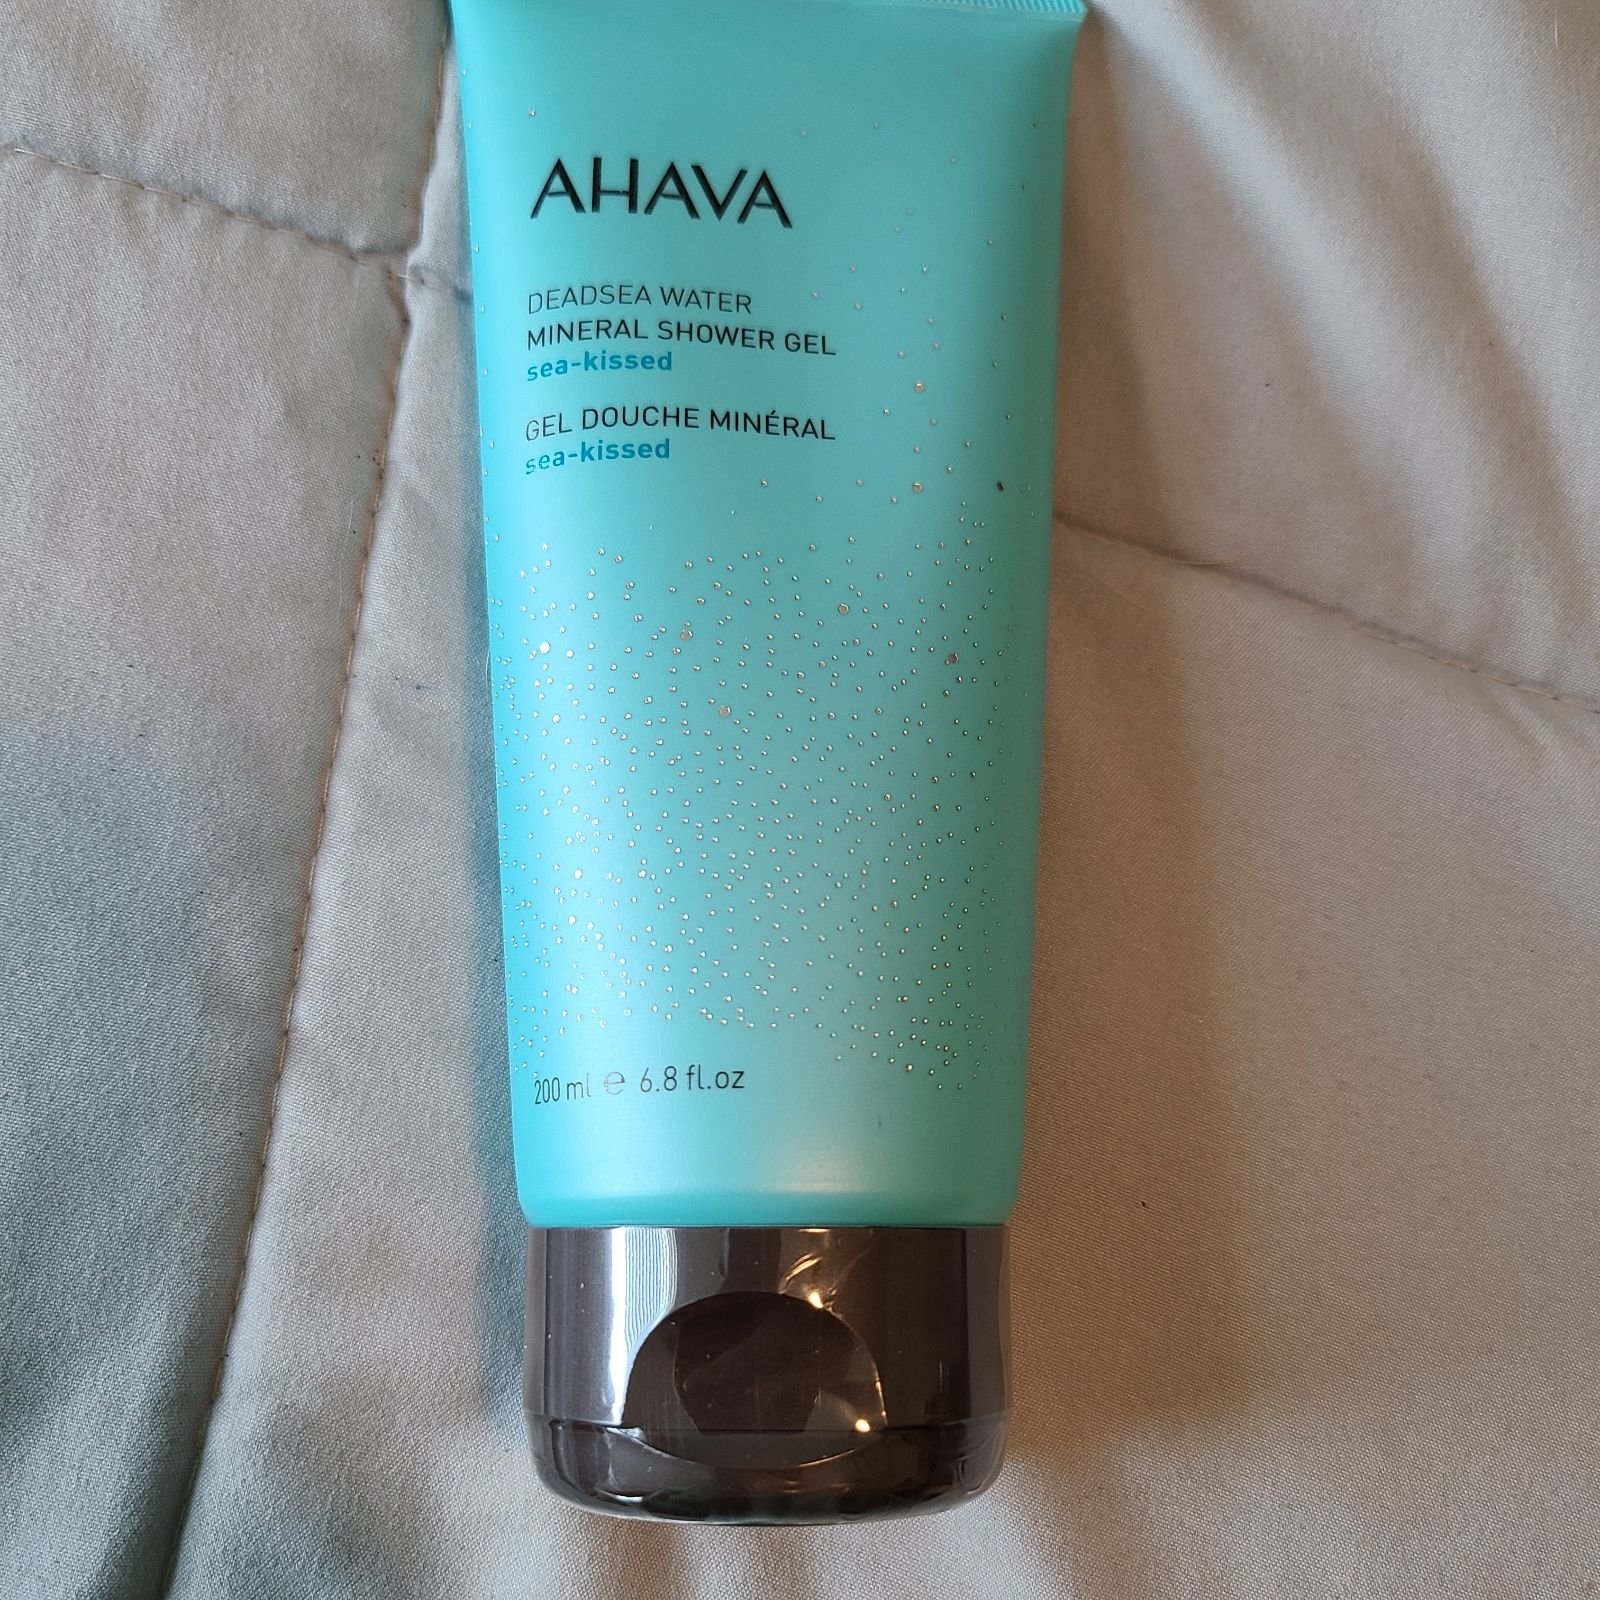 AHAVA
DEADSEA WATER
MINERAL SHOWER GEL
sea-kissed
GEL DOUCHE MINÉRAL
sea-kissed
200 ml ℮ 6.8 fl.oz